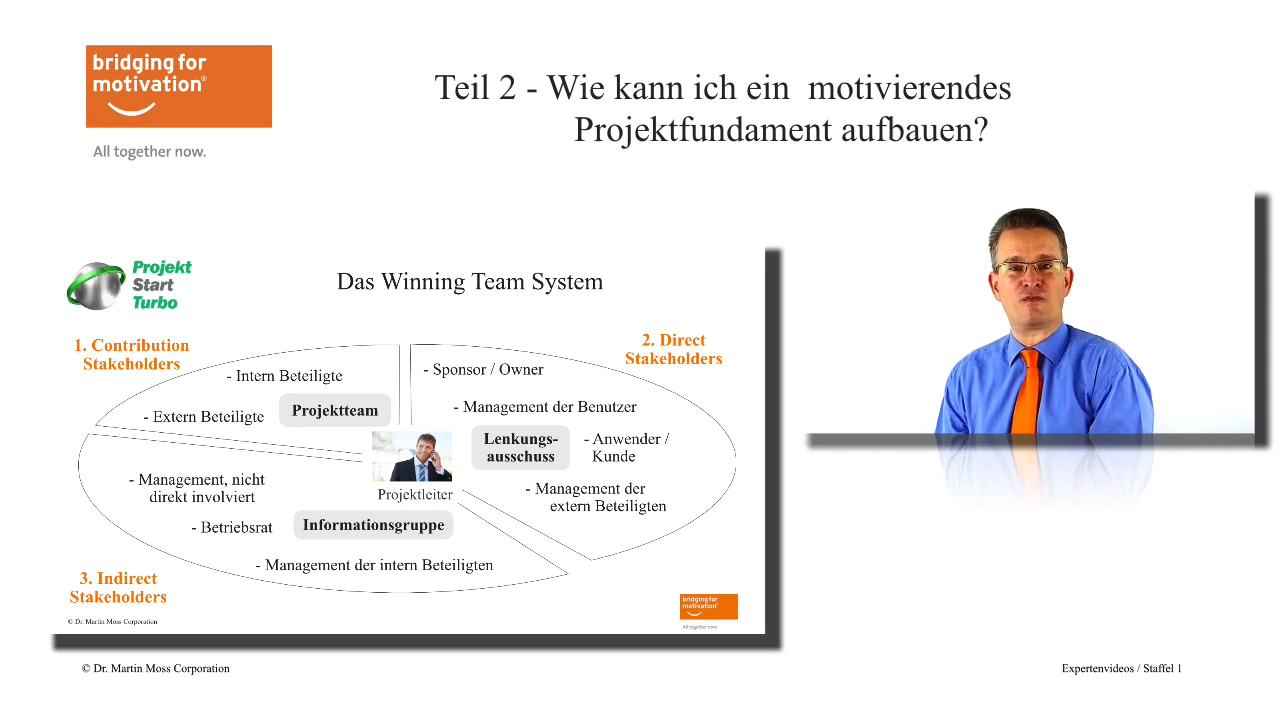 bridging for
motivation®
All together now.
Teil 2 - Wie kann ich ein motivierendes
Projektfundament aufbauen?
Projekt
Start
Turbo
Das Winning Team System
1. Contribution
Stakeholders
2. Direct
Stakeholders
- Intern Beteiligte
- Extern Beteiligte
Projektteam
- Sponsor / Owner
- Management der Benutzer
Lenkungs-
ausschuss
- Anwender /
Kunde
- Management der
extern Beteiligten
Projektleiter
- Management, nicht
direkt involviert
- Betriebsrat
Informationsgruppe
- Management der intern Beteiligten
3. Indirect
Stakeholders
© Dr. Martin Moss Corporation
bridging for
motivation®
All together now.
© Dr. Martin Moss Corporation
Expertenvideos / Staffel 1